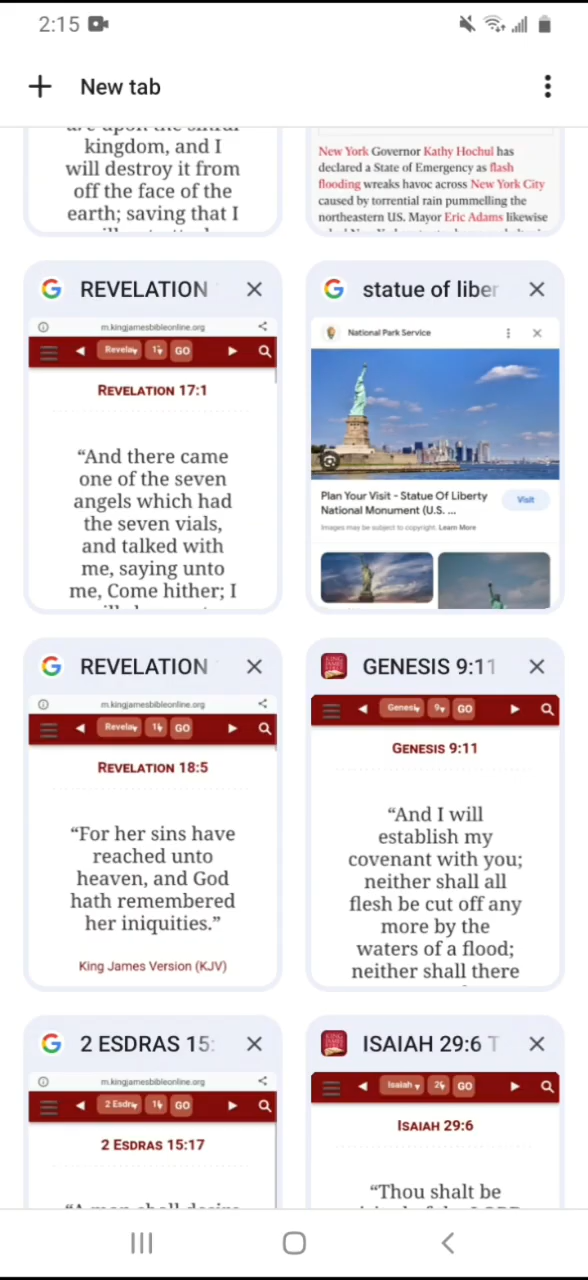 2:15
+ New tab
kingdom, and I
will destroy it from
off the face of the
earth; saving that I
New York Governor Kathy Hochul has
declared a State of Emergency as flash
flooding wreaks havoc across New York City
caused by torrential rain pummelling the
northeastern US. Mayor Eric Adams likewise
REVELATION
m.kingjamesbibleonline.org
GO
REVELATION 17:1
“And there came
one of the seven
angels which had
the seven vials,
and talked with
me, saying unto
me, Come hither; I
statue of liber
National Park Service
Plan Your Visit - Statue Of Liberty
National Monument (U.S. ...
Visit
Images may be subject to copyright. Learn More
REVELATION
m.kingjamesbibleonline.org
GO
REVELATION 18:5
“For her sins have
reached unto
heaven, and God
hath remembered
her iniquities.”
King James Version (KJV)
GENESIS 9:11
GO
GENESIS 9:11
“And I will
establish my
covenant with you;
neither shall all
flesh be cut off any
more by the
waters of a flood;
neither shall there
2 ESDRAS 15:
m.kingjamesbibleonline.org
GO
2 ESDRAS 15:17
ISAIAH 29:6 T
Isaiah
GO
ISAIAH 29:6
“Thou shalt be